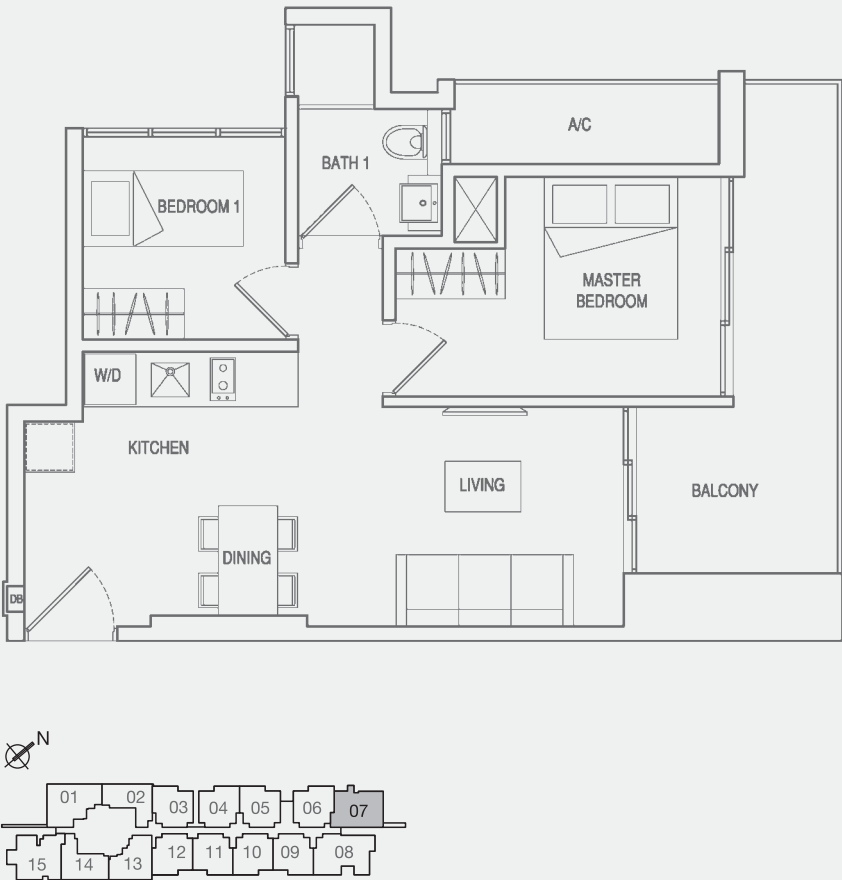 A/C
BATH 1
BEDROOM 1
MASTER
BEDROOM
W/D
KITCHEN
LIVING
BALCONY
DINING
DB
N
01 02 03 04 05 06 07
15 14 13 12 11 10 09 08